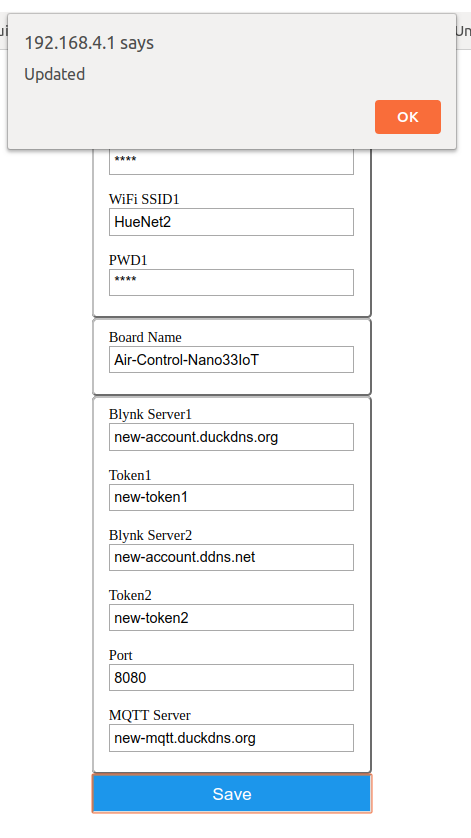 192.168.4.1 says
Updated
OK
****
WiFi SSID1
HueNet2
PWD1
****
Board Name
Air-Control-Nano33IoT
Blynk Server1
new-account.duckdns.org
Token1
new-token1
Blynk Server2
new-account.ddns.net
Token2
new-token2
Port
8080
MQTT Server
new-mqtt.duckdns.org
Save